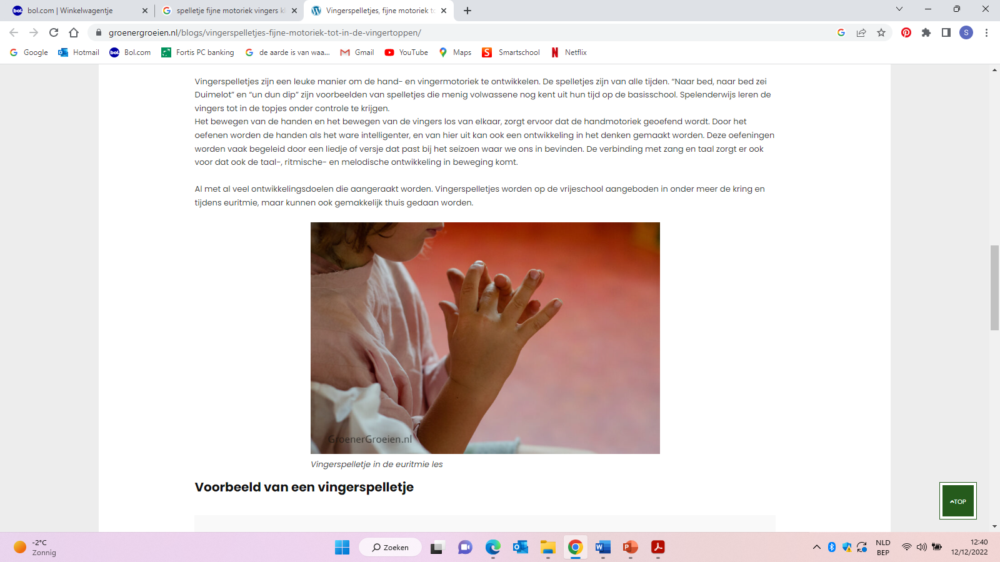 bol.com | Winkelwagentje
spelletje fijne motoriek vingers
Vingerspelletjes, fijne motoriek
groenergroeien.nl/blogs/vingerspelletjes-fijne-motoriek-tot-in-de-vingertoppen/
S
Google Hotmail bol. Bol.com Fortis PC banking de aarde is van waa... Gmail YouTube Maps Smartschool Netflix
Vingerspelletjes zijn een leuke manier om de hand- en vingermotoriek te ontwikkelen. De spelletjes zijn van alle tijden. “Naar bed, naar bed zei
Duimelot” en “un dun dip” zijn voorbeelden van spelletjes die menig volwassene nog kent uit hun tijd op de basisschool. Spelenderwijs leren de
vingers tot in de topjes onder controle te krijgen.
Het bewegen van de handen en het bewegen van de vingers los van elkaar, zorgt ervoor dat de handmotoriek geoefend wordt. Door het
oefenen worden de handen als het ware intelligenter, en van hier uit kan ook een ontwikkeling in het denken gemaakt worden. Deze oefeningen
worden vaak begeleid door een liedje of versje dat past bij het seizoen waar we ons in bevinden. De verbinding met zang en taal zorgt er ook
voor dat ook de taal-, ritmische- en melodische ontwikkeling in beweging komt.
Al met al veel ontwikkelingsdoelen die aangeraakt worden. Vingerspelletjes worden op de vrijeschool aangeboden in onder meer de kring en
tijdens euritmie, maar kunnen ook gemakkelijk thuis gedaan worden.
GroenerGroeien.nl
Vingerspelletje in de euritmie les
Voorbeeld van een vingerspelletje
TOP
-2°C
Zonnig
Zoeken
NLD
BEP
12:40
12/12/2022